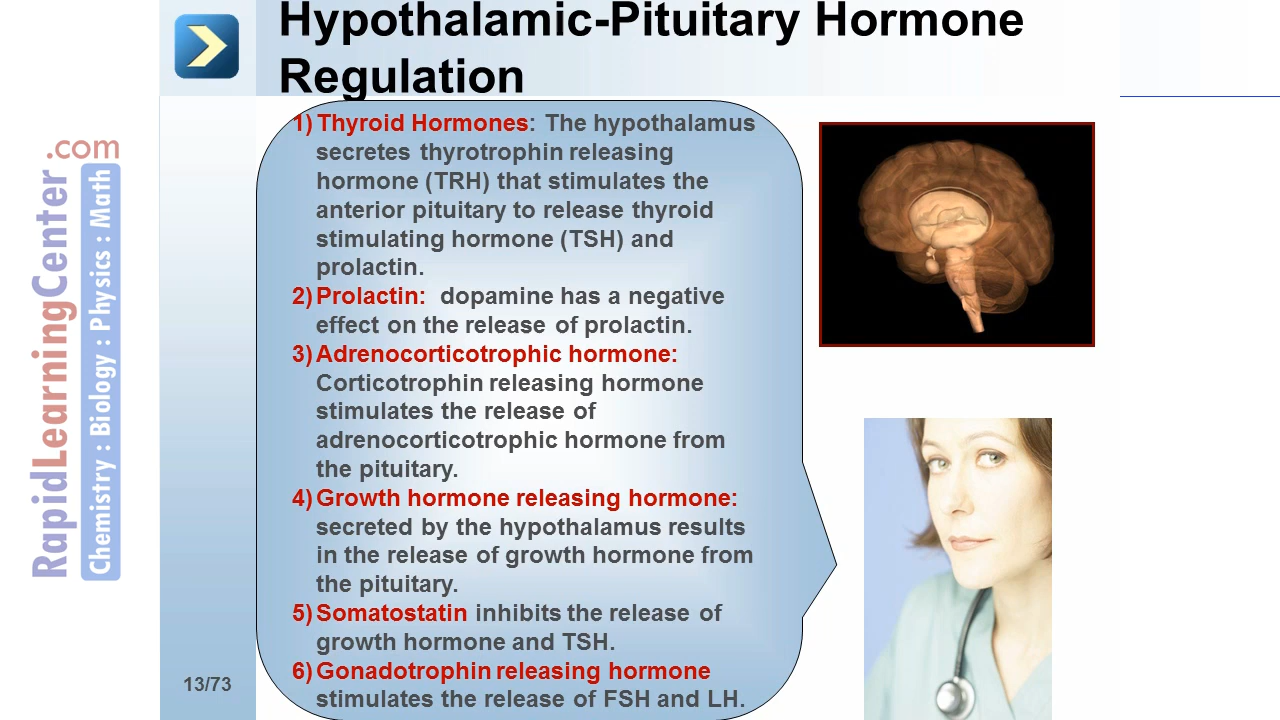 Hypothalamic-Pituitary Hormone
Regulation
1) Thyroid Hormones: The hypothalamus
secretes thyrotrophin releasing
hormone (TRH) that stimulates the
anterior pituitary to release thyroid
stimulating hormone (TSH) and
prolactin.
2) Prolactin: dopamine has a negative
effect on the release of prolactin.
3) Adrenocorticotrophic hormone:
Corticotrophin releasing hormone
stimulates the release of
adrenocorticotrophic hormone from
the pituitary.
4) Growth hormone releasing hormone:
secreted by the hypothalamus results
in the release of growth hormone from
the pituitary.
5) Somatostatin inhibits the release of
growth hormone and TSH.
6) Gonadotrophin releasing hormone
stimulates the release of FSH and LH.
13/73
RapidLearningCenter.com
Chemistry : Biology : Physics : Math